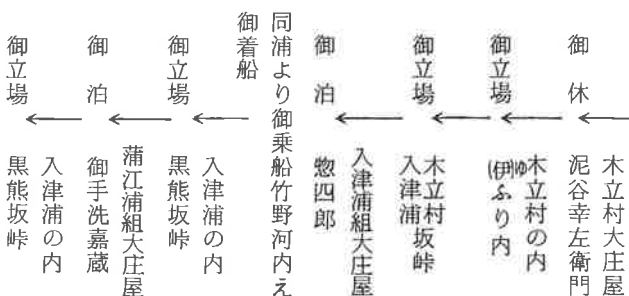 木立村大庄屋
御休 泥谷幸左衛門
木立村の内
御立場 (伊)ゆふり内
木立村坂峠
御立場 入津浦
入津浦組大庄屋
御泊 惣四郎
同浦より御乗船竹野河内え
御着船
入津浦の内
御立場 黒熊坂峠
蒲江浦組大庄屋
御泊 御手洗嘉蔵
入津浦の内
御立場 黒熊坂峠